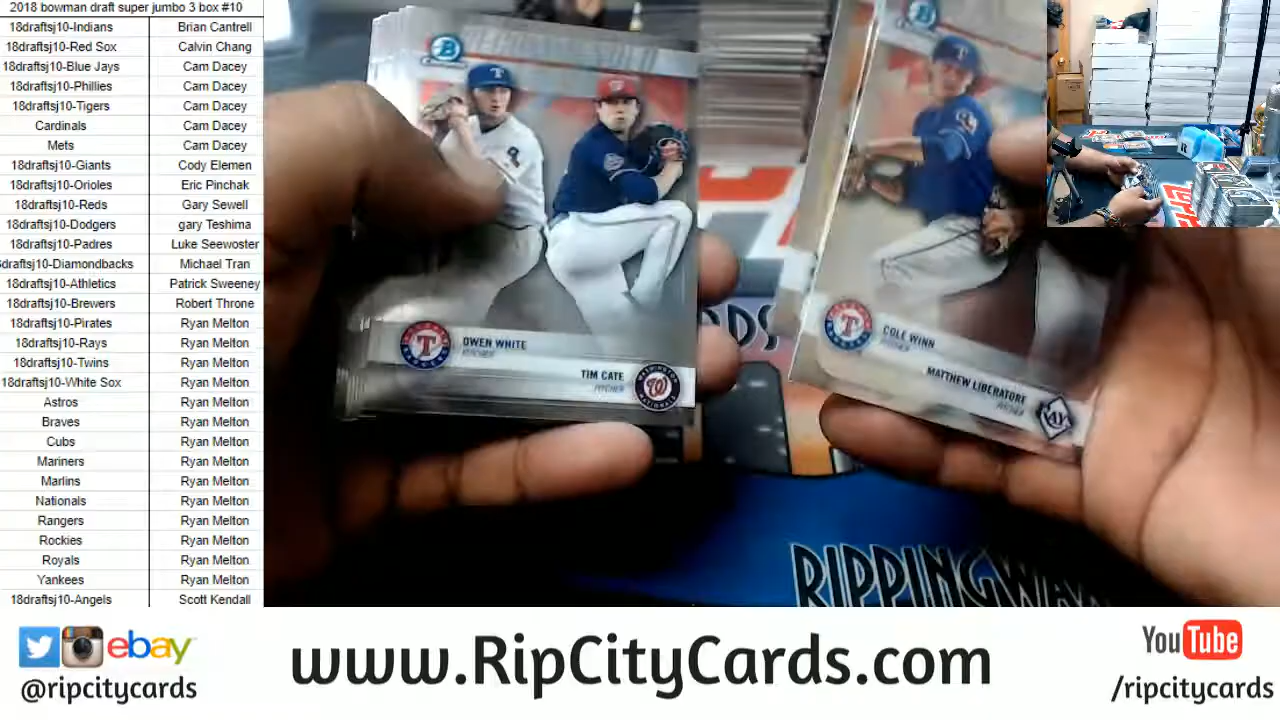 2018 bowman draft super jumbo 3 box #10
18draftsj10-Indians Brian Cantrell
18draftsj10-Red Sox Calvin Chang
18draftsj10-Blue Jays Cam Dacey
18draftsj10-Phillies Cam Dacey
18draftsj10-Tigers Cam Dacey
Cardinals Cam Dacey
Mets Cam Dacey
18draftsj10-Giants Cody Elemen
18draftsj10-Orioles Eric Pinchak
18draftsj10-Reds Gary Sewell
18draftsj10-Dodgers gary Teshima
18draftsj10-Padres Luke Seewoster
draftsj10-Diamondbacks Michael Tran
18draftsj10-Athletics Patrick Sweeney
18draftsj10-Brewers Robert Throne
18draftsj10-Pirates Ryan Melton
18draftsj10-Rays Ryan Melton
18draftsj10-Twins Ryan Melton
18draftsj10-White Sox Ryan Melton
Astros Ryan Melton
Braves Ryan Melton
Cubs Ryan Melton
Mariners Ryan Melton
Marlins Ryan Melton
Nationals Ryan Melton
Rangers Ryan Melton
Rockies Ryan Melton
Royals Ryan Melton
Yankees Ryan Melton
18draftsj10-Angels Scott Kendall
OWEN WHITE
PITCHER
TIM CATE
PITCHER
COLE WINN
PITCHER
MATTHEW LIBERATORE
PITCHER
RIPPINGWA
ebay
@ripcitycards
www.RipCityCards.com
YouTube
/ripcitycards